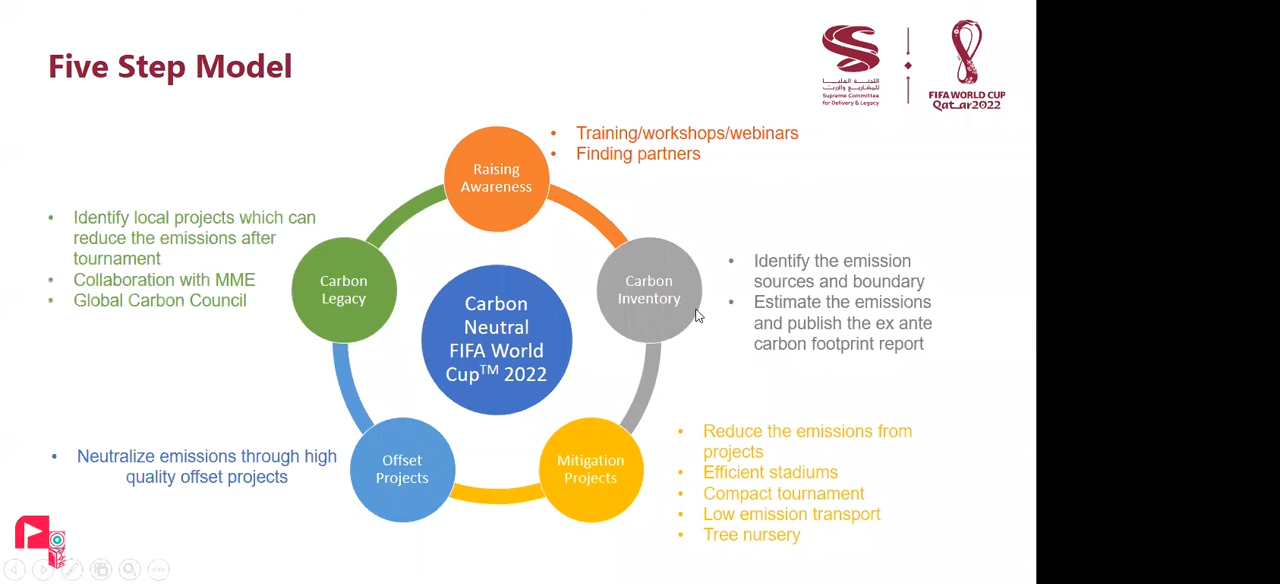 Five Step Model
اللجنة العليا
للمشاريع والإرث
Supreme Committee
for Delivery & Legacy
FIFA WORLD CUP
Qatar2022
• Training/workshops/webinars
• Finding partners
Raising
Awareness
• Identify local projects which can
reduce the emissions after
tournament
• Collaboration with MME
• Global Carbon Council
Carbon
Legacy
Carbon
Inventory
• Identify the emission
sources and boundary
• Estimate the emissions
and publish the ex ante
carbon footprint report
Carbon
Neutral
FIFA World
Cup™ 2022
• Neutralize emissions through high
quality offset projects
Offset
Projects
Mitigation
Projects
• Reduce the emissions from
projects
• Efficient stadiums
• Compact tournament
• Low emission transport
• Tree nursery